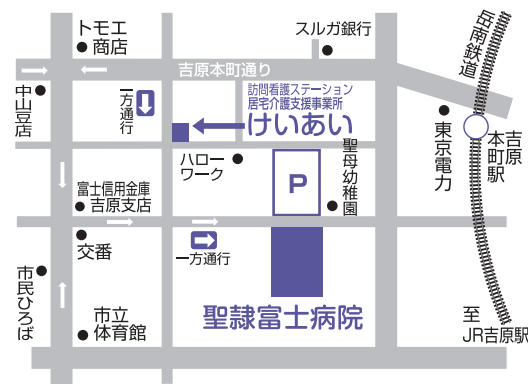 トモエ
商店
スルガ銀行
岳南鉄道
吉原本町通り
中山豆店
一方通行
訪問看護ステーション
居宅介護支援事業所
けいあい
東京電力
吉原
本町駅
ハロー
ワーク
P
聖母幼稚園
富士信用金庫
吉原支店
交番
一方通行
市民ひろば
市立
体育館
聖隷富士病院
至
JR吉原駅